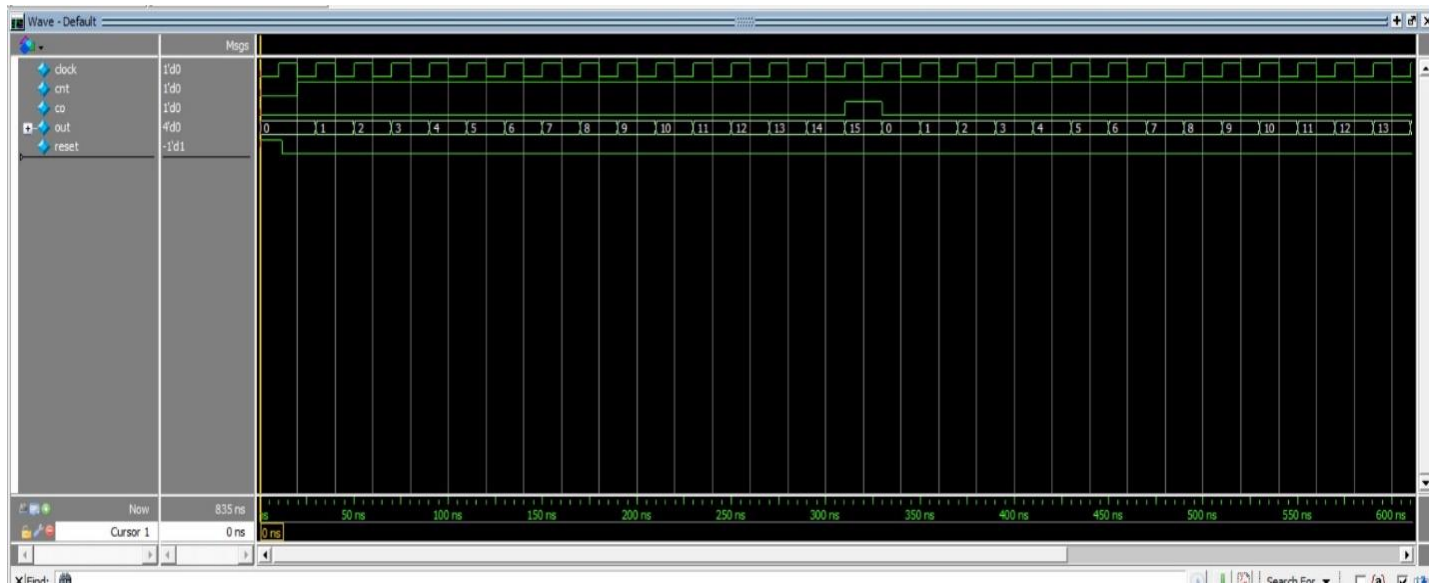 Wave - Default
Msgs
clock 1'd0
cnt 1'd0
co 1'd0
out 4'd0 0 1 2 3 4 5 6 7 8 9 10 11 12 13 14 15 0 1 2 3 4 5 6 7 8 9 10 11 12 13
reset -1'd1
Now 835 ns 50 ns 100 ns 150 ns 200 ns 250 ns 300 ns 350 ns 400 ns 450 ns 500 ns 550 ns 600 ns
Cursor 1 0 ns 0 ns
Find: Search For (a)